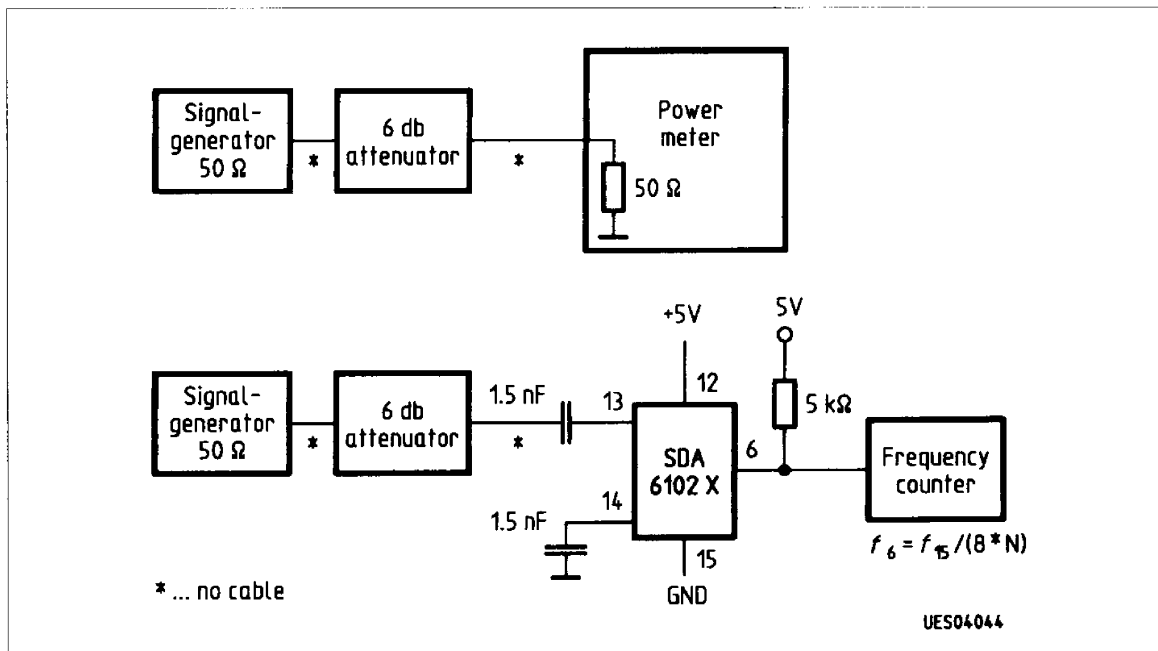 Signal-
generator
50 Ω
*
6 db
attenuator
*
Power
meter
50 Ω
+5V
5V
12
5 kΩ
Signal-
generator
50 Ω
*
6 db
attenuator
1.5 nF
*
13
SDA
6102 X
6
Frequency
counter
14
1.5 nF
15
f6 = f15/(8*N)
GND
* ... no cable
UES04044